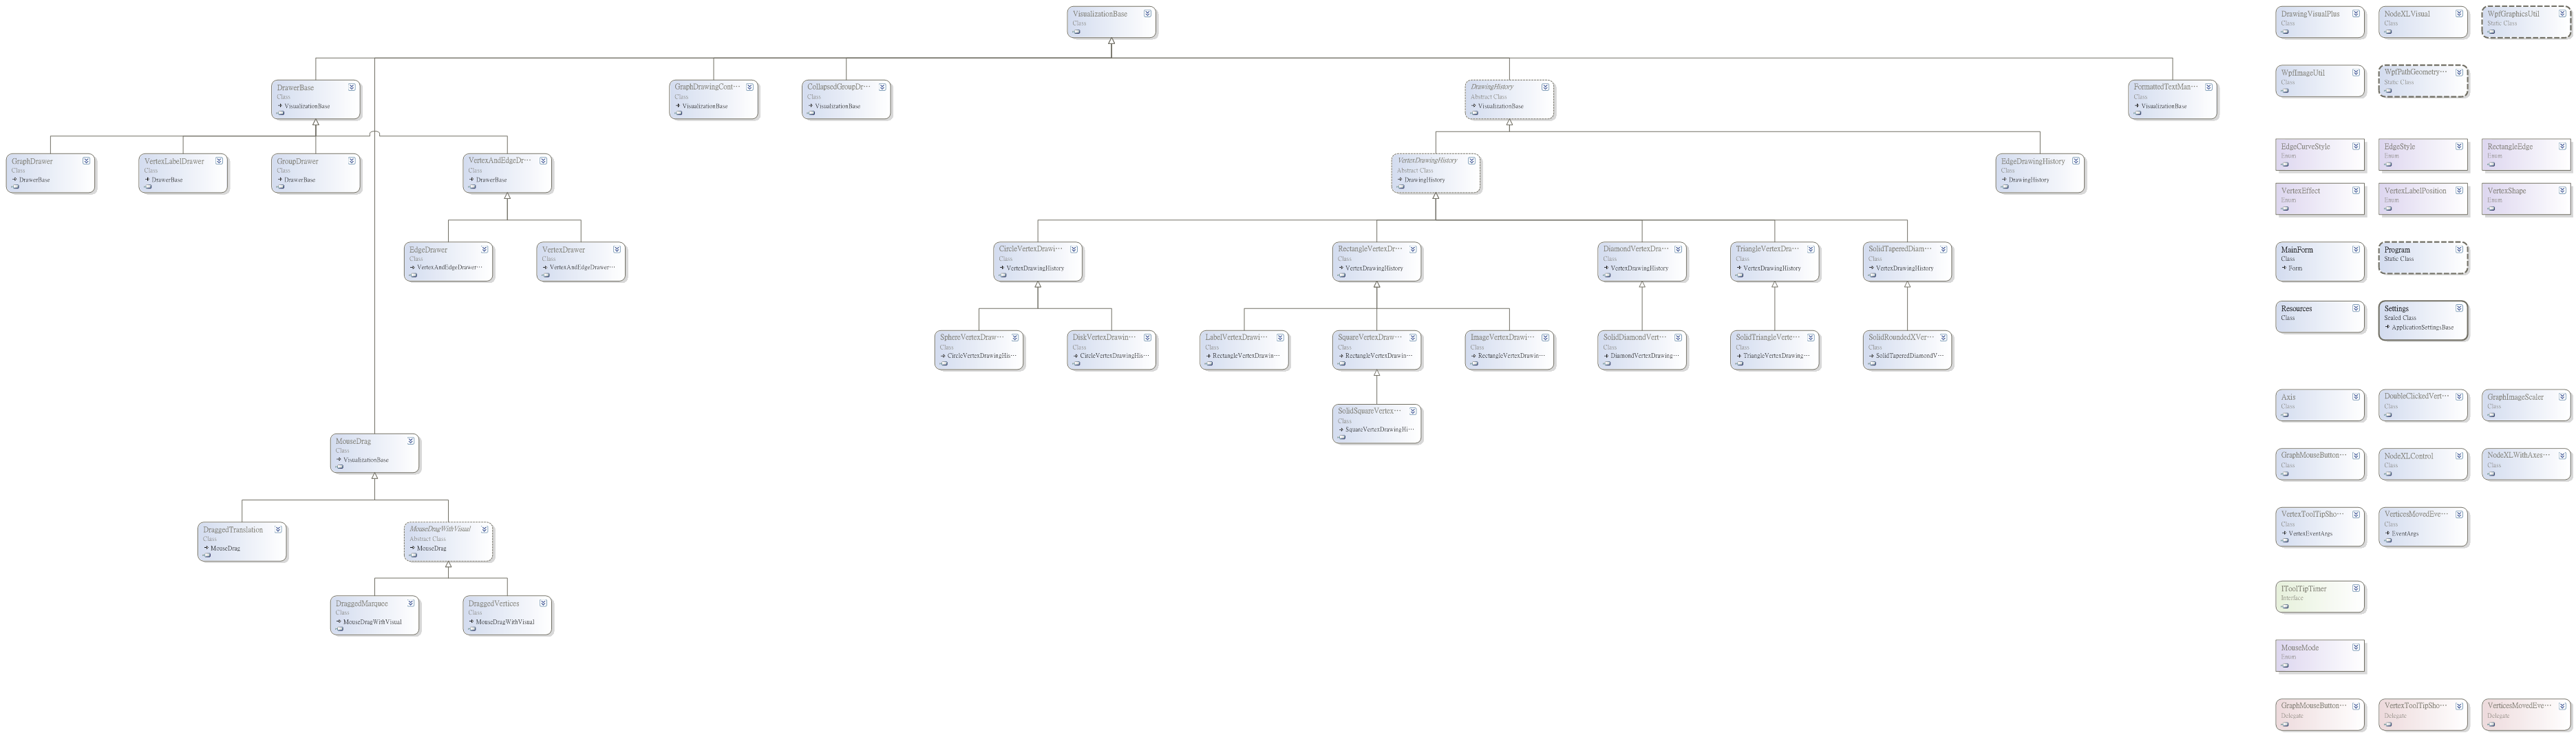 VisualizationBase
Class
DrawerBase
Class
VisualizationBase
GraphDrawingCont···
Class
VisualizationBase
CollapsedGroupDr···
Class
VisualizationBase
DrawingHistory
Abstract Class
VisualizationBase
FormattedTextMan···
Class
VisualizationBase
GraphDrawer
Class
DrawerBase
VertexLabelDrawer
Class
DrawerBase
GroupDrawer
Class
DrawerBase
VertexAndEdgeDr···
Class
DrawerBase
VertexDrawingHistory
Abstract Class
DrawingHistory
EdgeDrawingHistory
Class
DrawingHistory
EdgeDrawer
Class
VertexAndEdgeDrawer···
VertexDrawer
Class
VertexAndEdgeDrawer···
CircleVertexDrawi···
Class
VertexDrawingHistory
RectangleVertexDr···
Class
VertexDrawingHistory
DiamondVertexDra···
Class
VertexDrawingHistory
TriangleVertexDra···
Class
VertexDrawingHistory
SolidTaperedDiam···
Class
VertexDrawingHistory
SphereVertexDraw···
Class
CircleVertexDrawingHis···
DiskVertexDrawin···
Class
CircleVertexDrawingHis···
LabelVertexDrawi···
Class
RectangleVertexDrawin···
SquareVertexDraw···
Class
RectangleVertexDrawin···
ImageVertexDrawi···
Class
RectangleVertexDrawin···
SolidDiamondVert···
Class
DiamondVertexDrawing···
SolidTriangleVerte···
Class
TriangleVertexDrawing···
SolidRoundedXVer···
Class
SolidTaperedDiamondV···
SolidSquareVertex···
Class
SquareVertexDrawingHi···
MouseDrag
Class
VisualizationBase
DraggedTranslation
Class
MouseDrag
MouseDragWithVisual
Abstract Class
MouseDrag
DraggedMarquee
Class
MouseDragWithVisual
DraggedVertices
Class
MouseDragWithVisual
DrawingVisualPlus
Class
NodeXLVisual
Class
WpfGraphicsUtil
Static Class
WpfImageUtil
Class
WpfPathGeometry···
Static Class
EdgeCurveStyle
Enum
EdgeStyle
Enum
RectangleEdge
Enum
VertexEffect
Enum
VertexLabelPosition
Enum
VertexShape
Enum
MainForm
Class
Form
Program
Static Class
Resources
Class
Settings
Sealed Class
ApplicationSettingsBase
Axis
Class
DoubleClickedVert···
Class
GraphImageScaler
Class
GraphMouseButton···
Class
NodeXLControl
Class
NodeXLWithAxes···
Class
VertexToolTipSho···
Class
VertexEventArgs
VerticesMovedEve···
Class
EventArgs
IToolTipTimer
Interface
MouseMode
Enum
GraphMouseButton···
Delegate
VertexToolTipSho···
Delegate
VerticesMovedEve···
Delegate